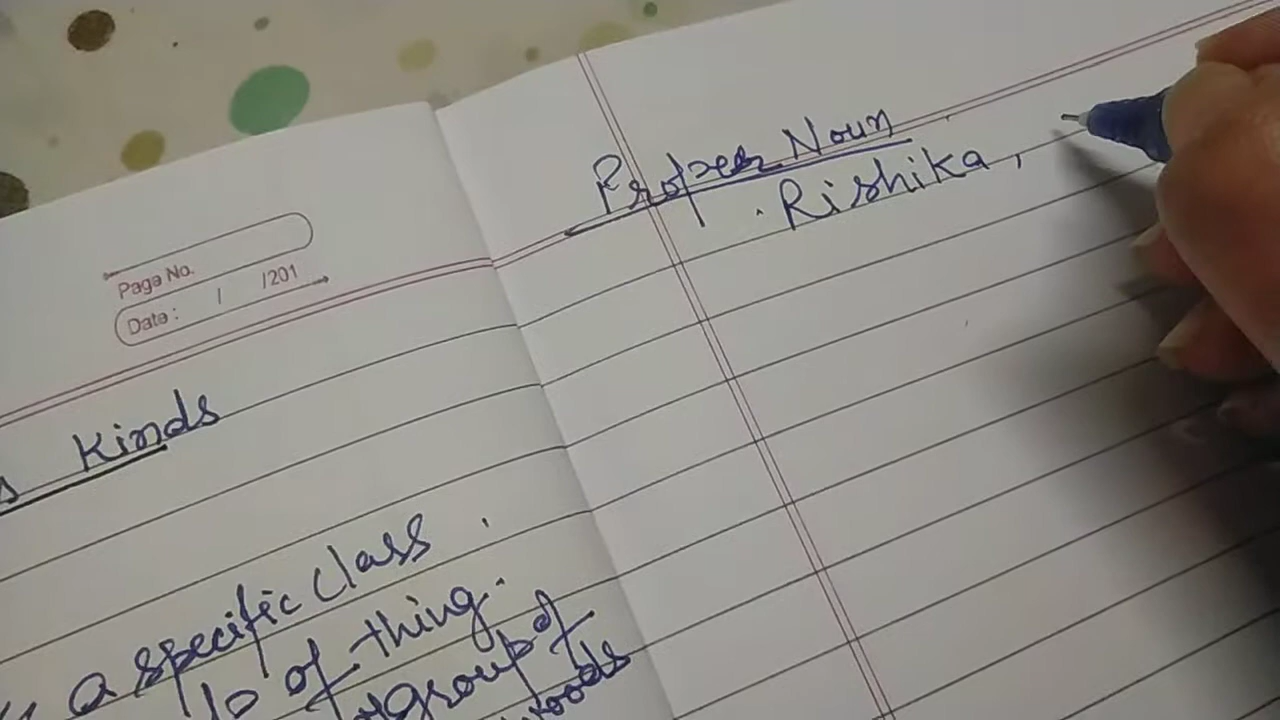 Page No.
Date : / /201
Kinds
a specific class.
of thing.
group of
Proper Noun
. Rishika,